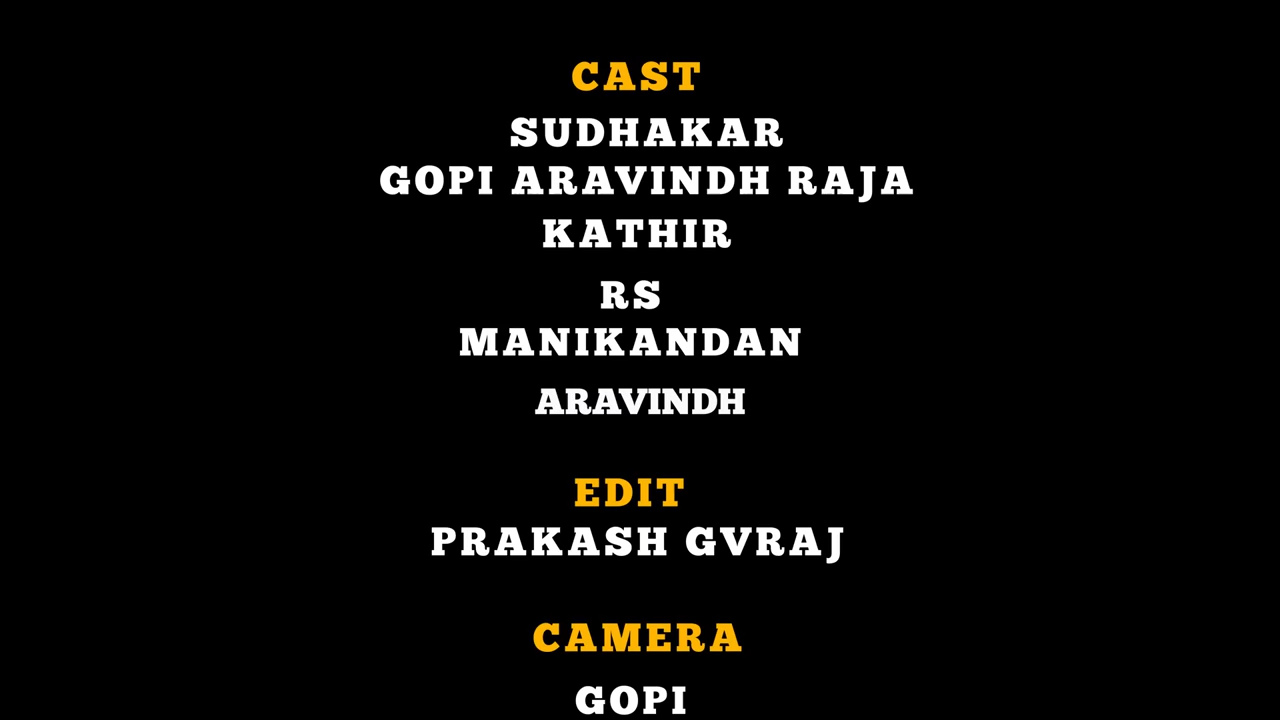 CAST
SUDHAKAR
GOPI ARAVINDH RAJA
KATHIR
RS
MANIKANDAN
ARAVINDH
EDIT
PRAKASH GVRAJ
CAMERA
GOPI